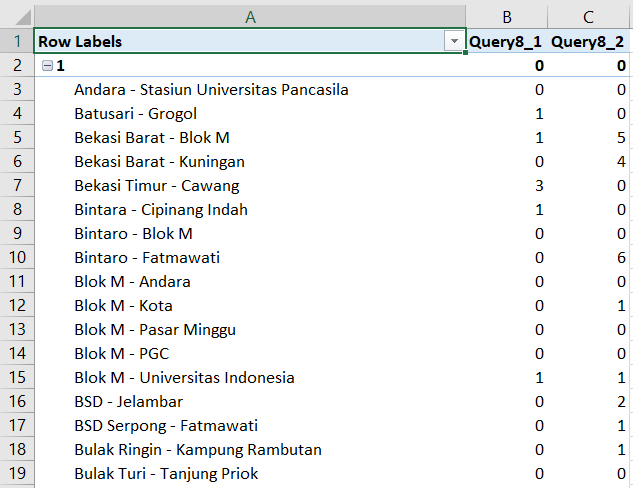 A B C
1 Row Labels Query8_1 Query8_2
2 1 0 0
3 Andara - Stasiun Universitas Pancasila 0 0
4 Batusari - Grogol 1 0
5 Bekasi Barat - Blok M 1 5
6 Bekasi Barat - Kuningan 0 4
7 Bekasi Timur - Cawang 3 0
8 Bintara - Cipinang Indah 1 0
9 Bintaro - Blok M 0 0
10 Bintaro - Fatmawati 0 6
11 Blok M - Andara 0 0
12 Blok M - Kota 0 1
13 Blok M - Pasar Minggu 0 0
14 Blok M - PGC 0 0
15 Blok M - Universitas Indonesia 1 1
16 BSD - Jelambar 0 2
17 BSD Serpong - Fatmawati 0 1
18 Bulak Ringin - Kampung Rambutan 0 1
19 Bulak Turi - Tanjung Priok 0 0